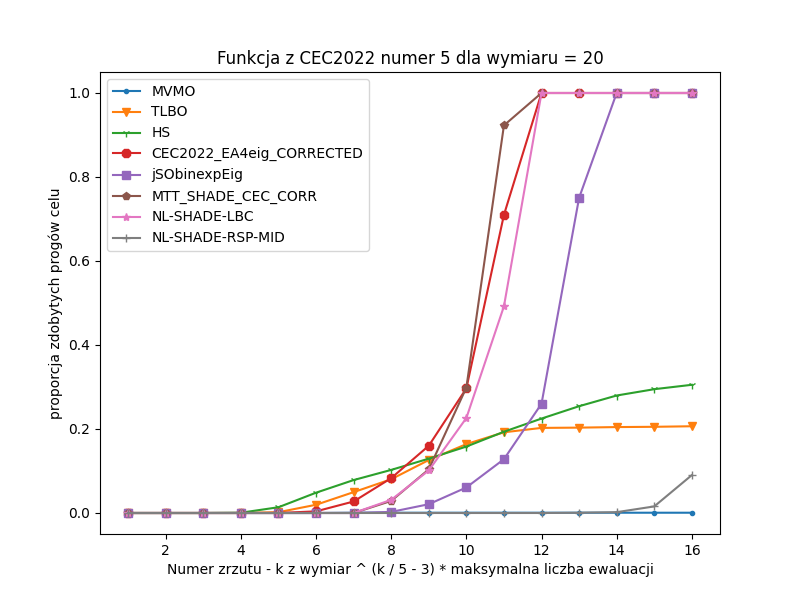 Funkcja z CEC2022 numer 5 dla wymiaru = 20
proporcja zdobytych progów celu
1.0
0.8
0.6
0.4
0.2
0.0
MVMO
TLBO
HS
CEC2022_EA4eig_CORRECTED
jSObinexpEig
MTT_SHADE_CEC_CORR
NL-SHADE-LBC
NL-SHADE-RSP-MID
2 4 6 8 10 12 14 16
Numer zrzutu - k z wymiar ^ (k / 5 - 3) * maksymalna liczba ewaluacji